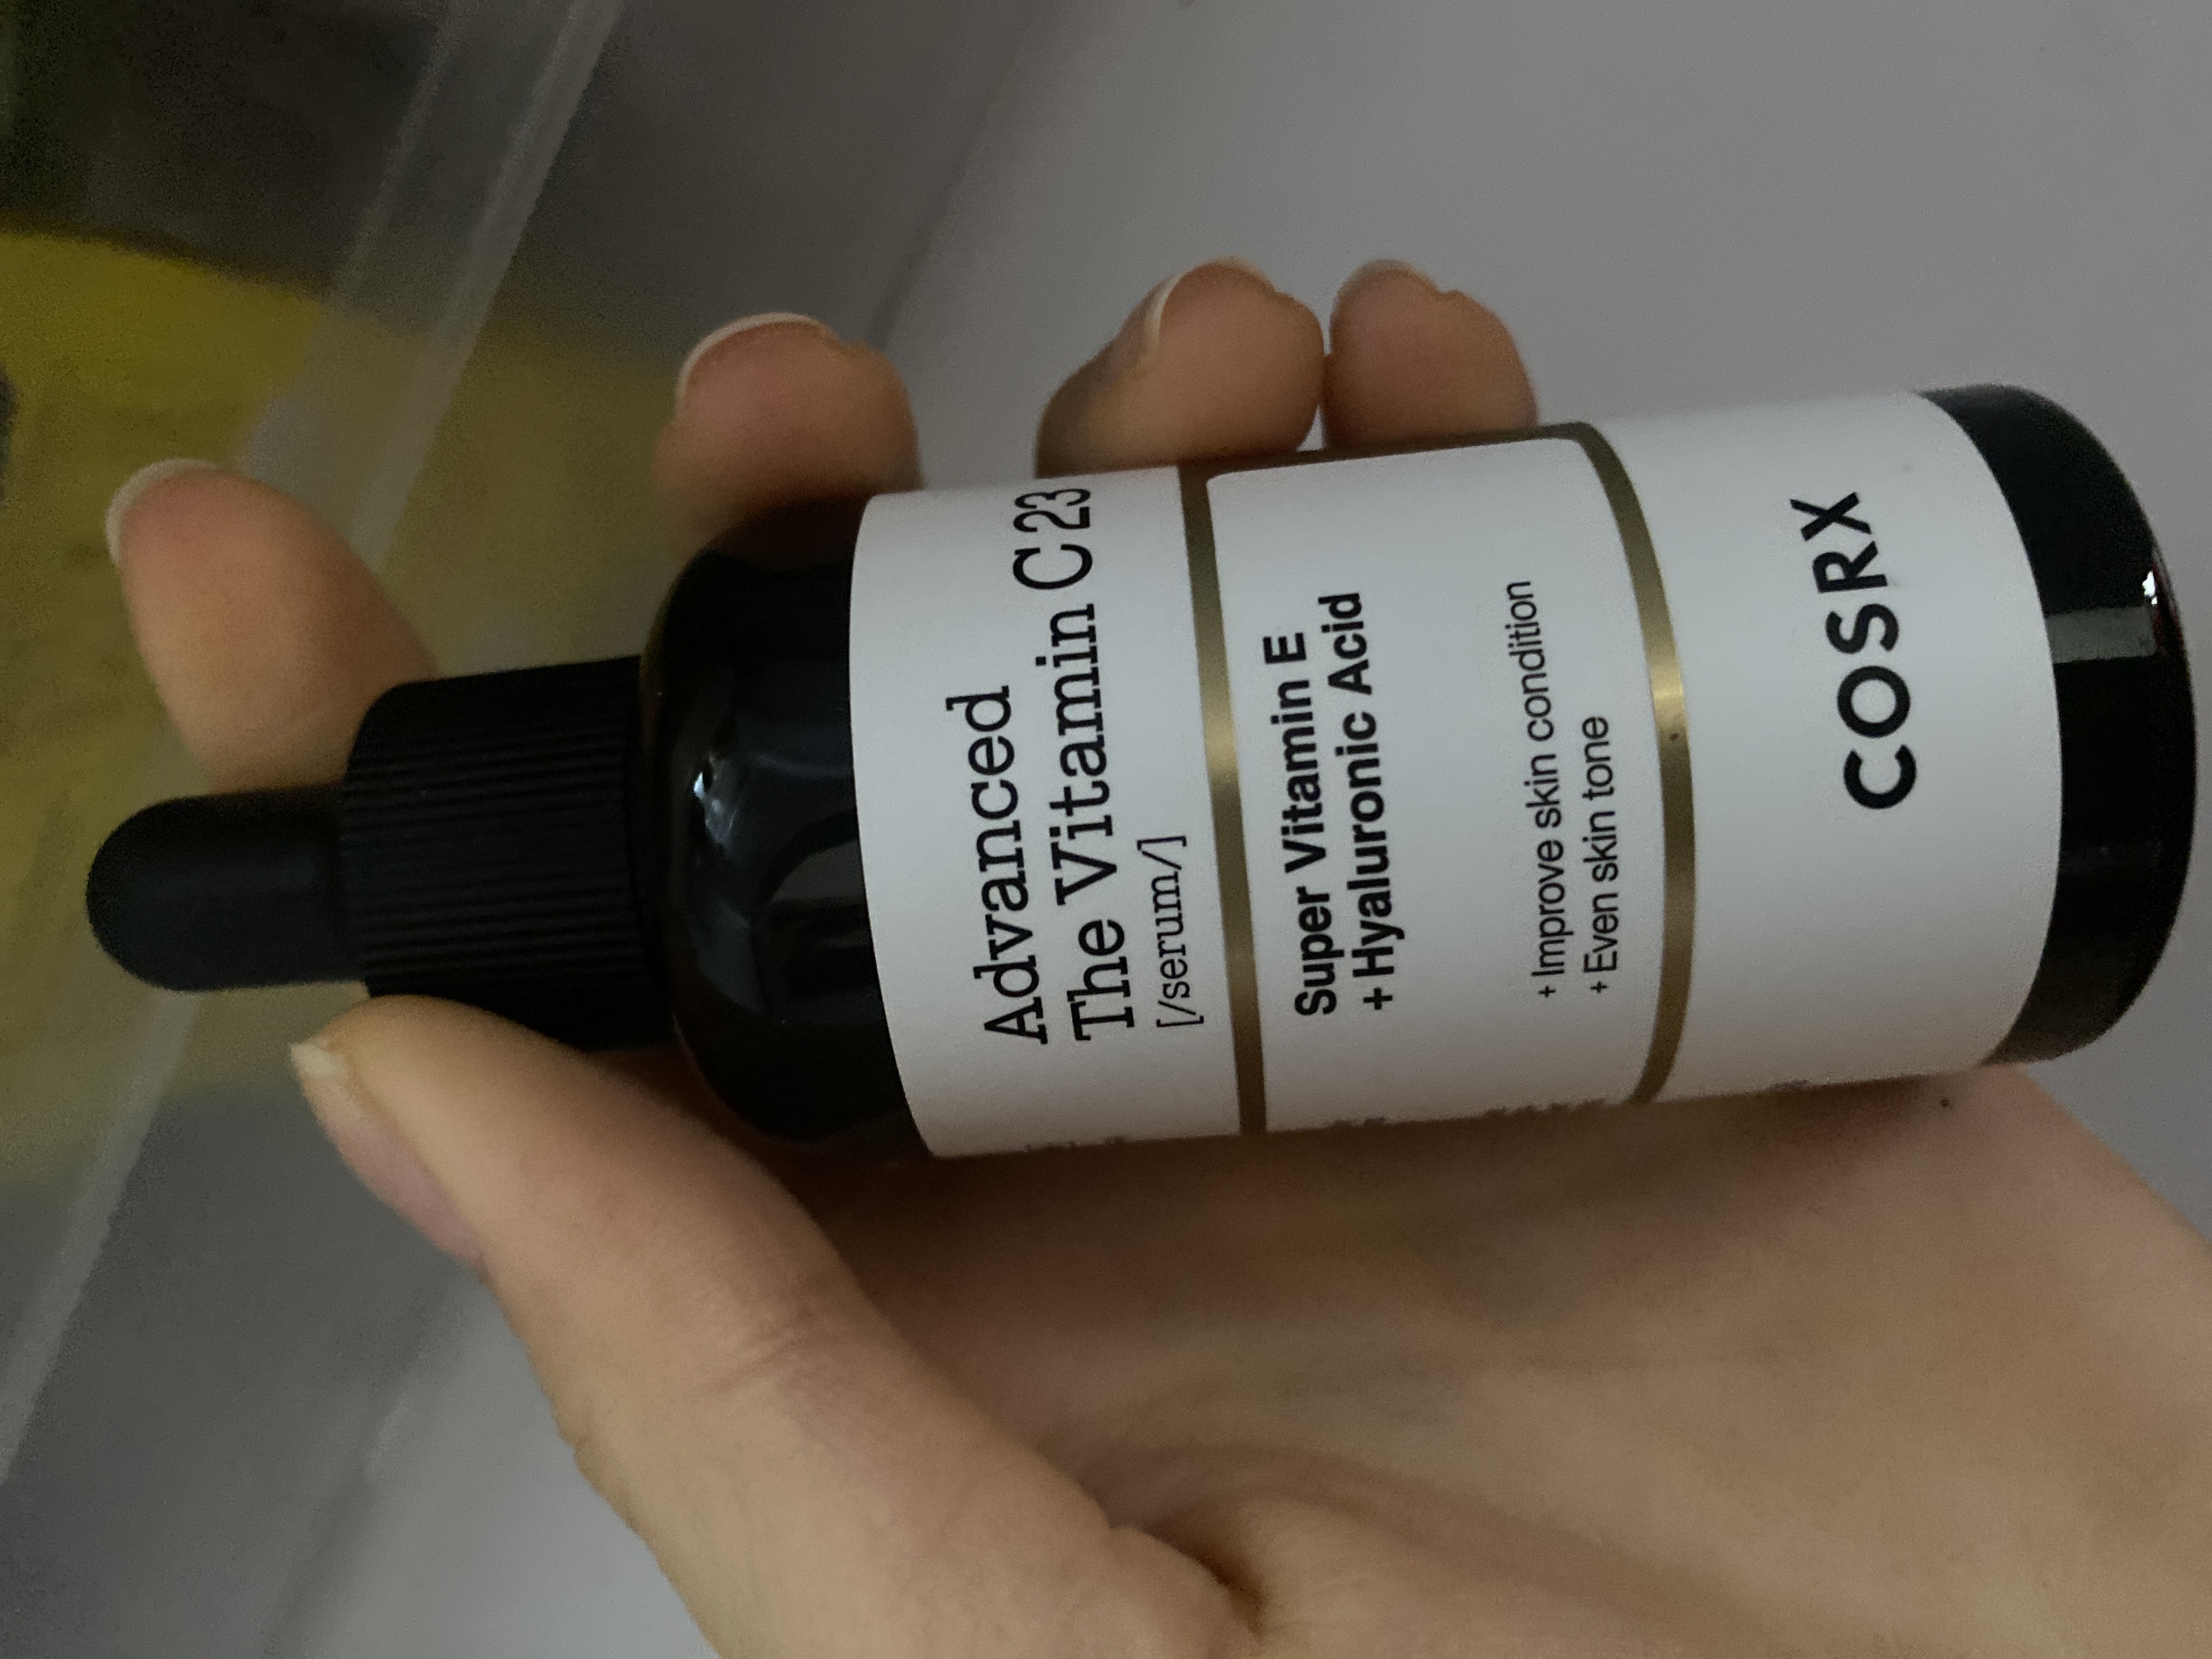 Advanced
The Vitamin C 23
[/serum/]
Super Vitamin E
+ Hyaluronic Acid
+ Improve skin condition
+ Even skin tone
COSRX